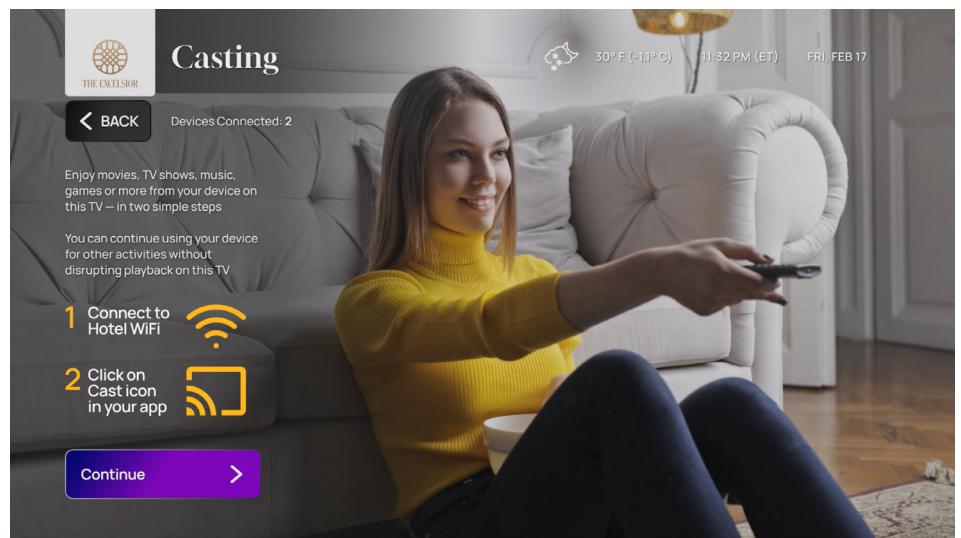 THE EXCELSIOR
Casting
30° F (-1.1° C)
11:32 PM (ET)
FRI, FEB 17
BACK
Devices Connected: 2
Enjoy movies, TV shows, music,
games or more from your device on
this TV — in two simple steps
You can continue using your device
for other activities without
disrupting playback on this TV
1 Connect to
Hotel WiFi
2 Click on
Cast icon
in your app
Continue